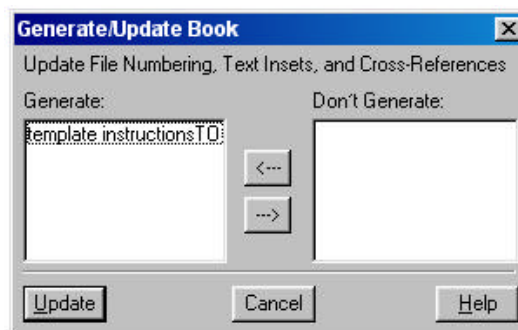 Generate/Update Book
Update File Numbering, Text Insets, and Cross-References
Generate:
Don't Generate:
template instructionsTO
<---
--->
Update
Cancel
Help